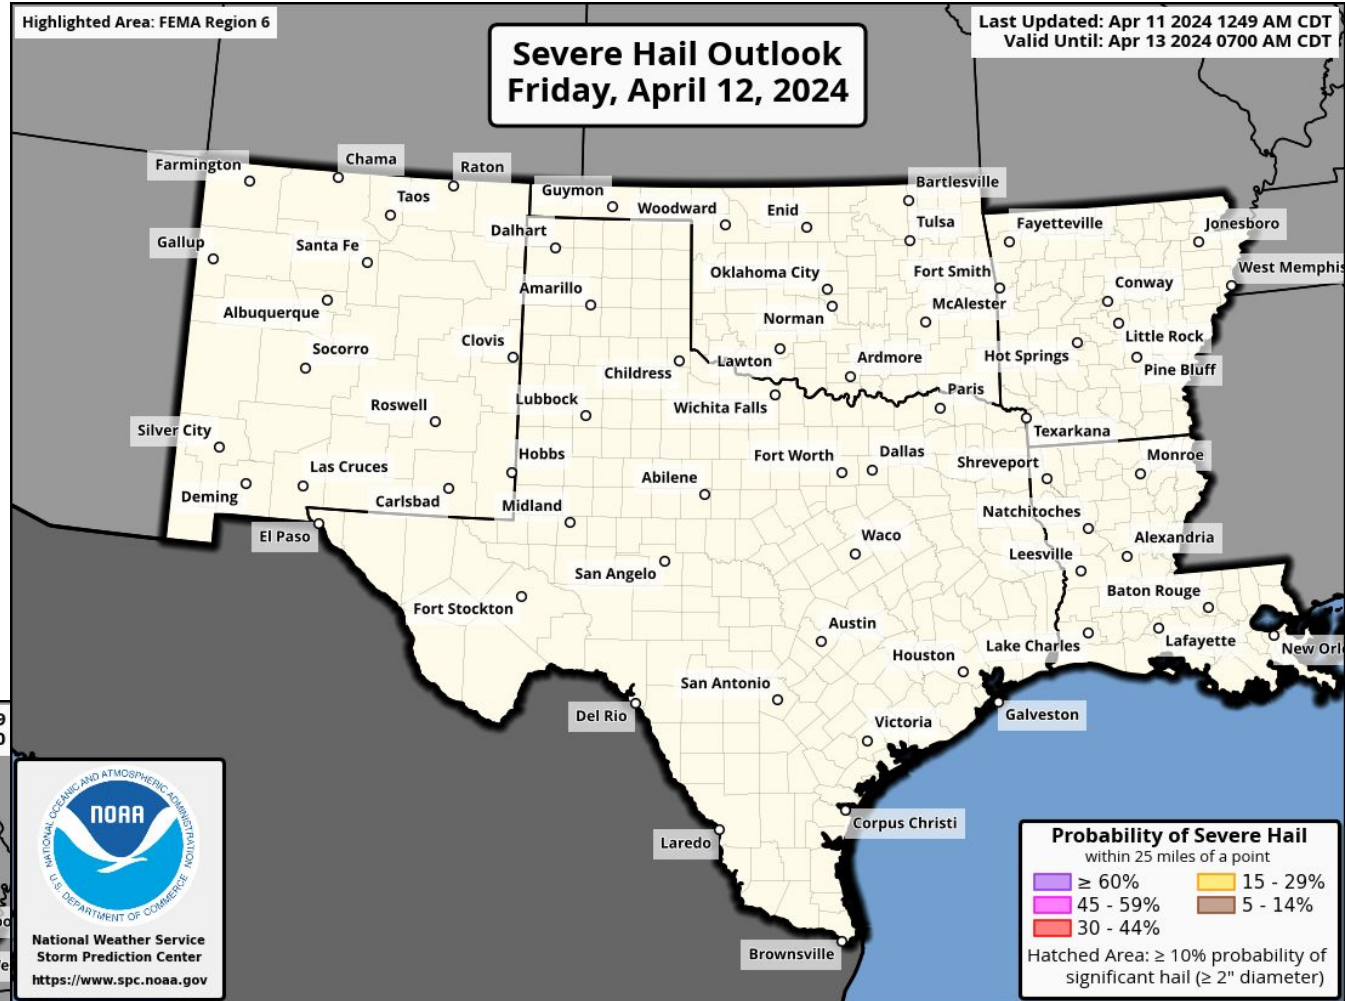 Highlighted Area: FEMA Region 6
Severe Hail Outlook
Friday, April 12, 2024
Last Updated: Apr 11 2024 1249 AM CDT
Valid Until: Apr 13 2024 0700 AM CDT
Farmington
Chama
Raton
Taos
Guymon
Woodward
Enid
Bartlesville
Gallup
Santa Fe
Dalhart
Tulsa
Fayetteville
Jonesboro
Albuquerque
Amarillo
Oklahoma City
Fort Smith
West Memphis
Norman
McAlester
Conway
Socorro
Clovis
Childress
Lawton
Ardmore
Hot Springs
Little Rock
Pine Bluff
Roswell
Lubbock
Wichita Falls
Paris
Texarkana
Silver City
Las Cruces
Hobbs
Abilene
Fort Worth
Dallas
Shreveport
Monroe
Deming
Carlsbad
Midland
Natchitoches
El Paso
San Angelo
Waco
Leesville
Alexandria
Fort Stockton
Baton Rouge
Austin
Houston
Lake Charles
Lafayette
New Orl
San Antonio
Del Rio
Victoria
Galveston
Laredo
Corpus Christi
Brownsville
9
0
NATIONAL OCEANIC AND ATMOSPHERIC ADMINISTRATION
NOAA
U.S. DEPARTMENT OF COMMERCE
National Weather Service
Storm Prediction Center
https://www.spc.noaa.gov
Probability of Severe Hail
within 25 miles of a point
≥ 60%
15 - 29%
45 - 59%
5 - 14%
30 - 44%
Hatched Area: ≥ 10% probability of
significant hail (≥ 2" diameter)